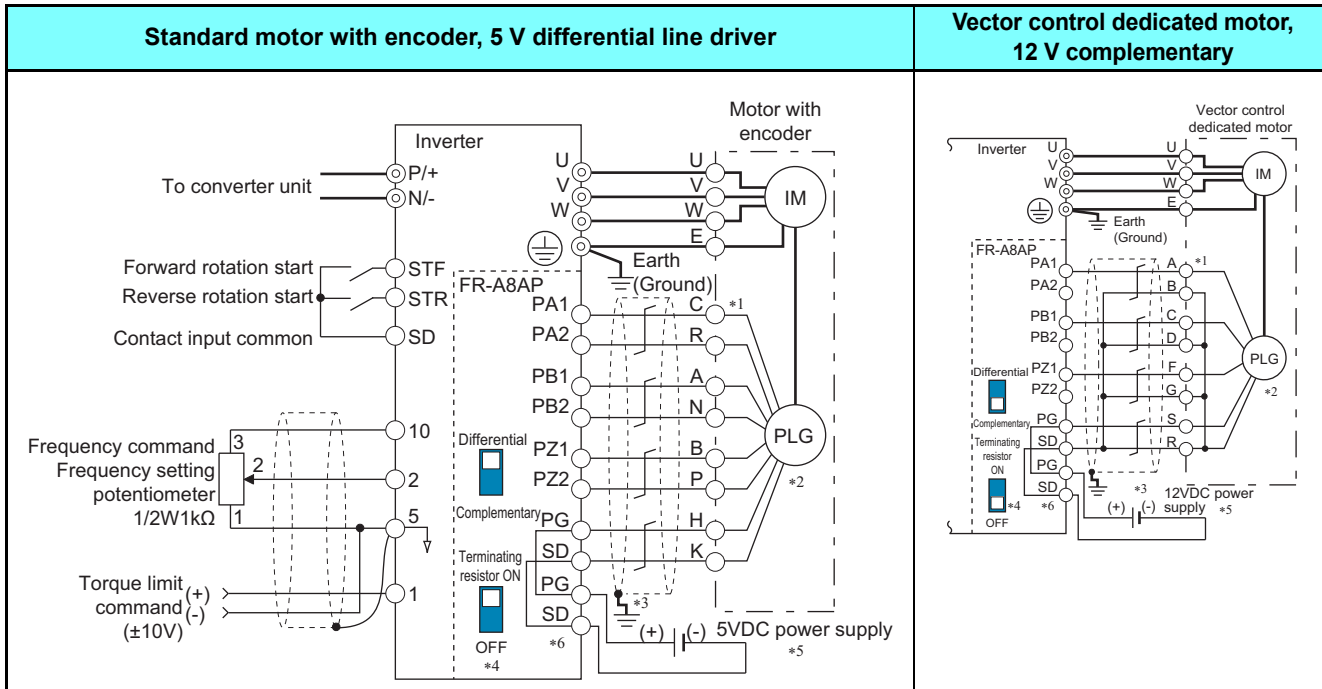 Standard motor with encoder, 5 V differential line driver
Vector control dedicated motor,
12 V complementary
Motor with
encoder
Inverter
To converter unit
P/+
N/-
U
V
W
U
V
W
E
IM
Earth
(Ground)
Forward rotation start
Reverse rotation start
Contact input common
STF
STR
SD
FR-A8AP
PA1
PA2
PB1
PB2
PZ1
PZ2
PG
SD
PG
SD
C
R
A
N
B
P
H
K
*1
PLG
*2
Differential
Complementary
Terminating
resistor ON
OFF
*4
*6
*3
(+)
(-)
5VDC power supply
*5
Frequency command
Frequency setting
potentiometer
1/2W1kΩ
3
2
1
10
2
5
1
Torque limit
command
(±10V)
(+)
(-)
Vector control
dedicated motor
Inverter
U
V
W
U
V
W
E
IM
Earth
(Ground)
FR-A8AP
PA1
PA2
PB1
PB2
PZ1
PZ2
PG
SD
PG
SD
A
B
C
D
F
G
S
R
*1
PLG
*2
Differential
Complementary
Terminating
resistor
ON
*4
OFF
*6
*3
(+)
(-)
12VDC power
supply
*5